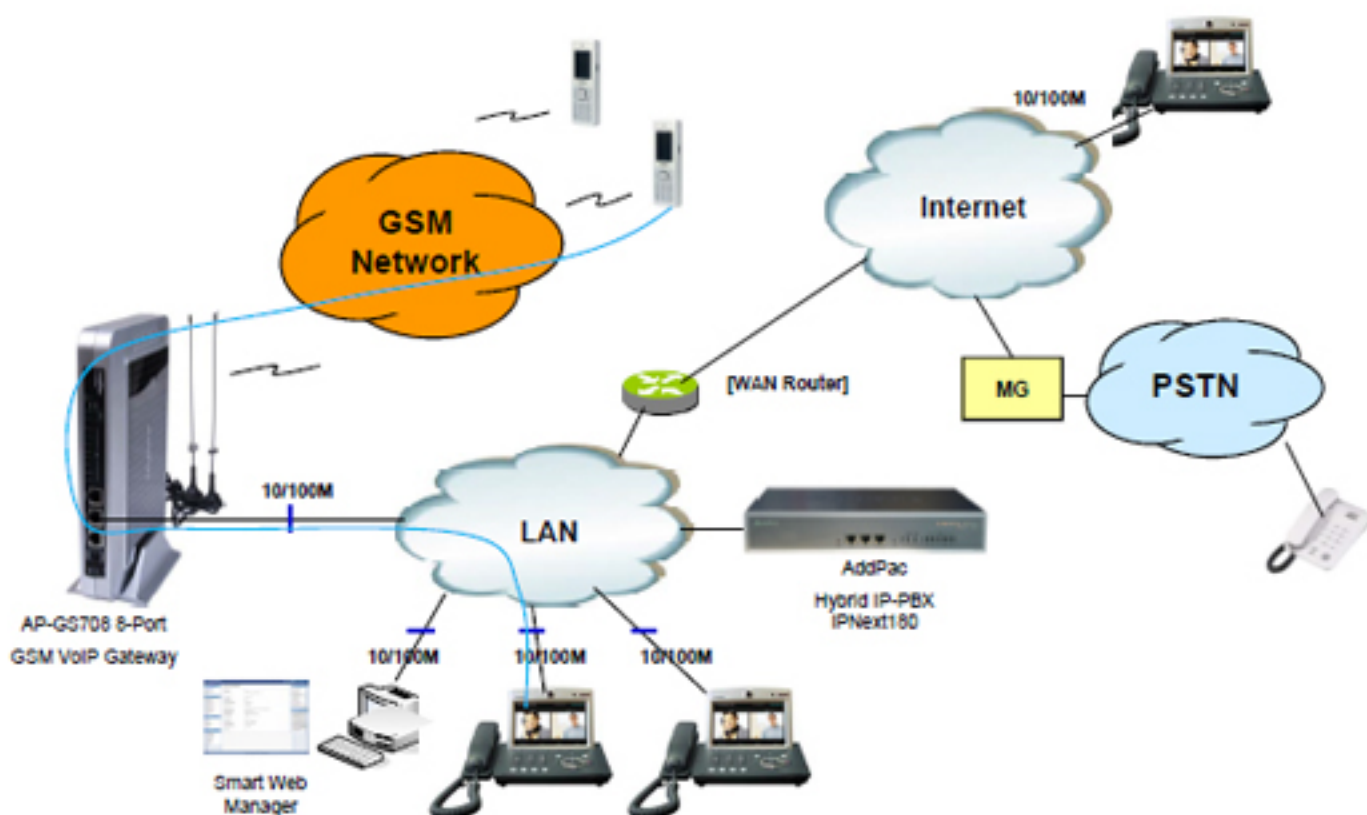 10/100M
GSM
Network
Internet
[WAN Router]
MG
PSTN
10/100M
LAN
AddPac
Hybrid IP-PBX
IPNext180
AP-GS708 8-Port
GSM VoIP Gateway
10/100M
10/100M
10/100M
Smart Web
Manager